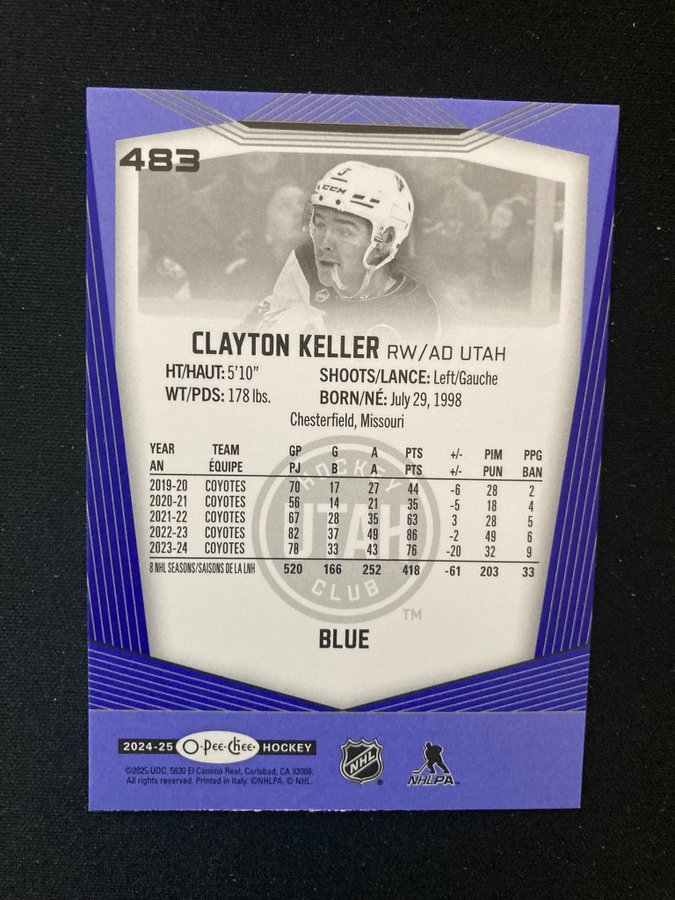 483
CCM
CLAYTON KELLER RW/AD UTAH
HT/HAUT: 5'10" SHOOTS/LANCE: Left/Gauche
WT/PDS: 178 lbs. BORN/NÉ: July 29, 1998
Chesterfield, Missouri
YEAR TEAM GP G A PTS +/- PIM PPG
AN ÉQUIPE PJ B A PTS +/- PUN BAN
2019-20 COYOTES 70 17 27 44 -6 28 2
2020-21 COYOTES 56 14 21 35 -5 18 4
2021-22 COYOTES 67 28 35 63 3 28 5
2022-23 COYOTES 82 37 49 86 -2 49 6
2023-24 COYOTES 78 33 43 76 -20 32 9
8 NHL SEASONS/SAISONS DE LA LNH 520 166 252 418 -61 203 33
HOCKEY
UTAH
CLUB
TM
BLUE
2024-25 O-Pee-Chee HOCKEY
NHL
NHLPA
©2025 UDC. 5830 El Camino Real, Carlsbad, CA 92008.
All rights reserved. Printed in Italy. ©NHLPA. © NHL.